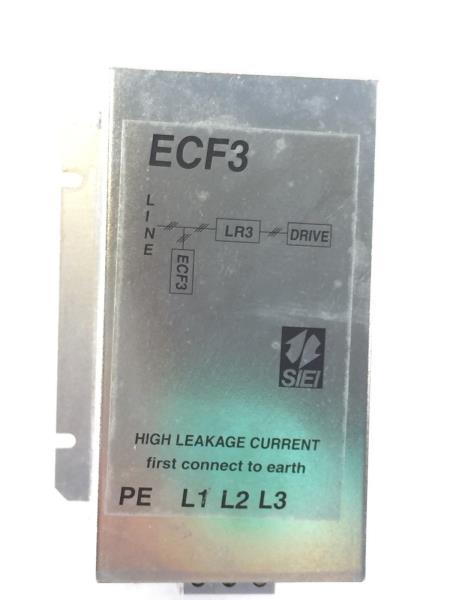 ECF3
LINE
LR3
DRIVE
ECF3
SIEI
HIGH LEAKAGE CURRENT
first connect to earth
PE L1 L2 L3